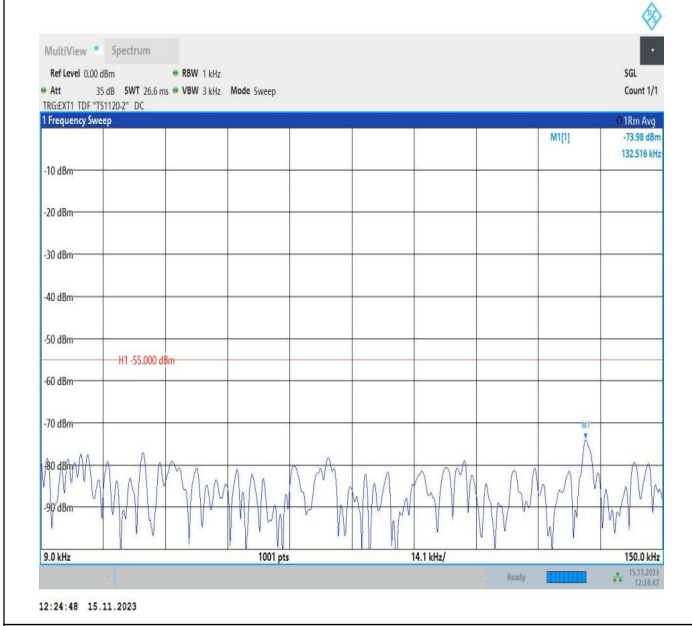 R&S
MultiView Spectrum
Ref Level 0.00 dBm RBW 1 kHz SGL
Att 35 dB SWT 26.6 ms VBW 3 kHz Mode Sweep Count 1/1
TRG:EXT1 TDF "TS1120-2" DC
1 Frequency Sweep 1Rm Avg
M1[1] -73.98 dBm
132.516 kHz
-10 dBm
-20 dBm
-30 dBm
-40 dBm
-50 dBm
H1 -55.000 dBm
-60 dBm
-70 dBm
M1
-80 dBm
-90 dBm
9.0 kHz 1001 pts 14.1 kHz/ 150.0 kHz
Ready 15.11.2023
12:24:47
12:24:48 15.11.2023